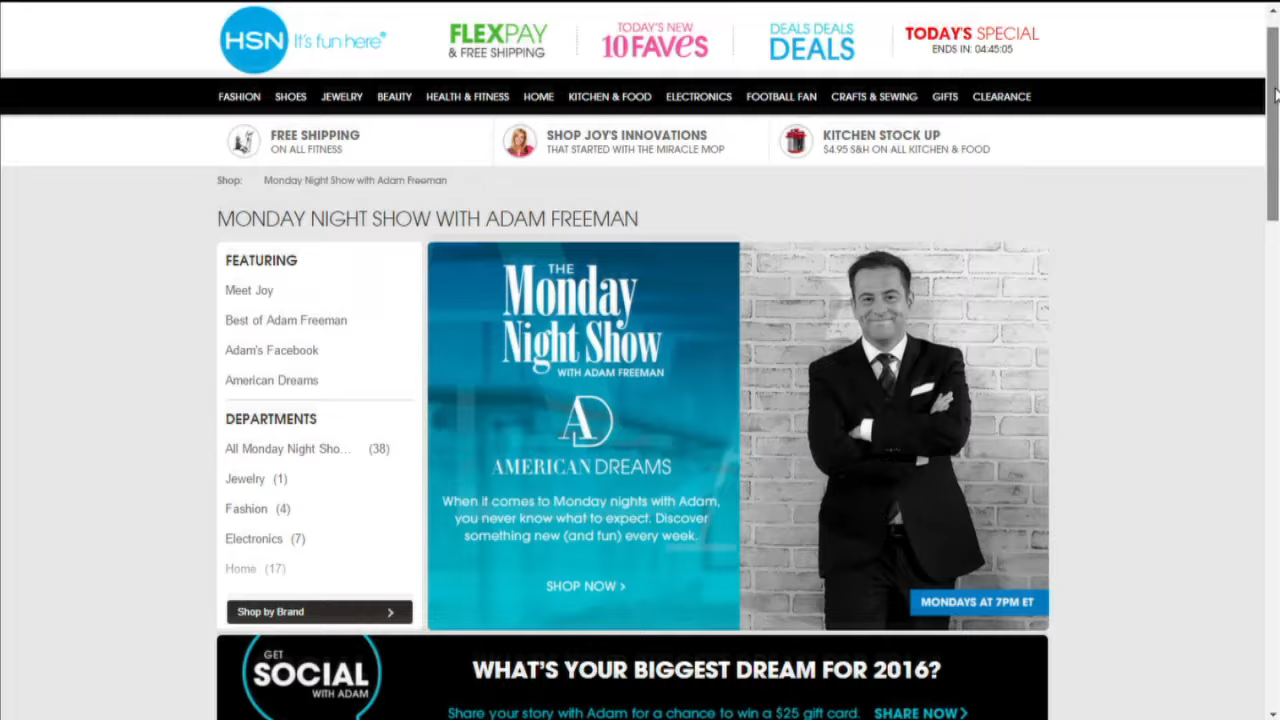 HSN It's fun here®
FLEXPAY
& FREE SHIPPING
TODAY'S NEW
10 FAVES
DEALS DEALS
DEALS
TODAY'S SPECIAL
ENDS IN: 04:45:05
FASHION SHOES JEWELRY BEAUTY HEALTH & FITNESS HOME KITCHEN & FOOD ELECTRONICS FOOTBALL FAN CRAFTS & SEWING GIFTS CLEARANCE
FREE SHIPPING
ON ALL FITNESS
SHOP JOY'S INNOVATIONS
THAT STARTED WITH THE MIRACLE MOP
KITCHEN STOCK UP
$4.95 S&H ON ALL KITCHEN & FOOD
Shop: Monday Night Show with Adam Freeman
MONDAY NIGHT SHOW WITH ADAM FREEMAN
FEATURING
Meet Joy
Best of Adam Freeman
Adam's Facebook
American Dreams
DEPARTMENTS
All Monday Night Sho... (38)
Jewelry (1)
Fashion (4)
Electronics (7)
Home (17)
Shop by Brand
THE
Monday
Night Show
WITH ADAM FREEMAN
AD
AMERICAN DREAMS
When it comes to Monday nights with Adam,
you never know what to expect. Discover
something new (and fun) every week.
SHOP NOW >
MONDAYS AT 7PM ET
GET
SOCIAL
WITH ADAM
WHAT'S YOUR BIGGEST DREAM FOR 2016?
Share your story with Adam for a chance to win a $25 gift card. SHARE NOW >